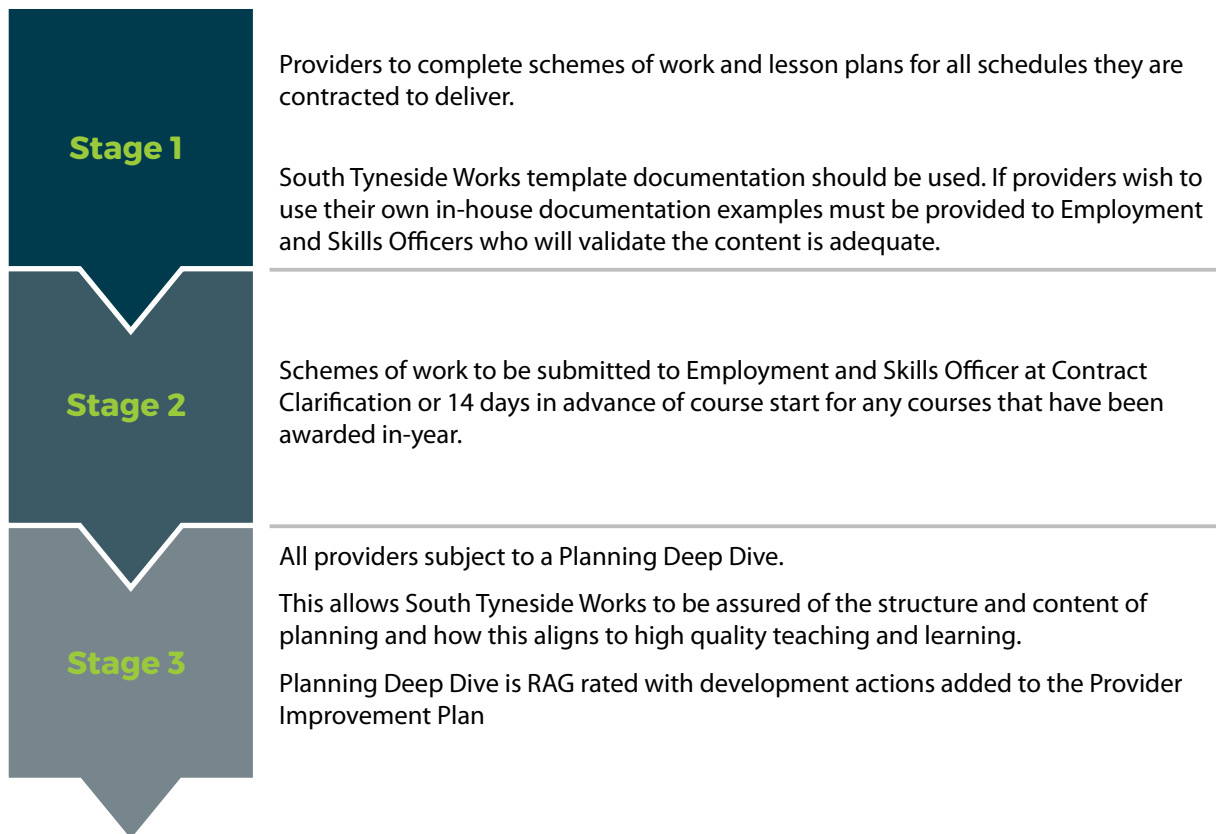 Stage 1
Providers to complete schemes of work and lesson plans for all schedules they are
contracted to deliver.
South Tyneside Works template documentation should be used. If providers wish to
use their own in-house documentation examples must be provided to Employment
and Skills Officers who will validate the content is adequate.
Stage 2
Schemes of work to be submitted to Employment and Skills Officer at Contract
Clarification or 14 days in advance of course start for any courses that have been
awarded in-year.
Stage 3
All providers subject to a Planning Deep Dive.
This allows South Tyneside Works to be assured of the structure and content of
planning and how this aligns to high quality teaching and learning.
Planning Deep Dive is RAG rated with development actions added to the Provider
Improvement Plan